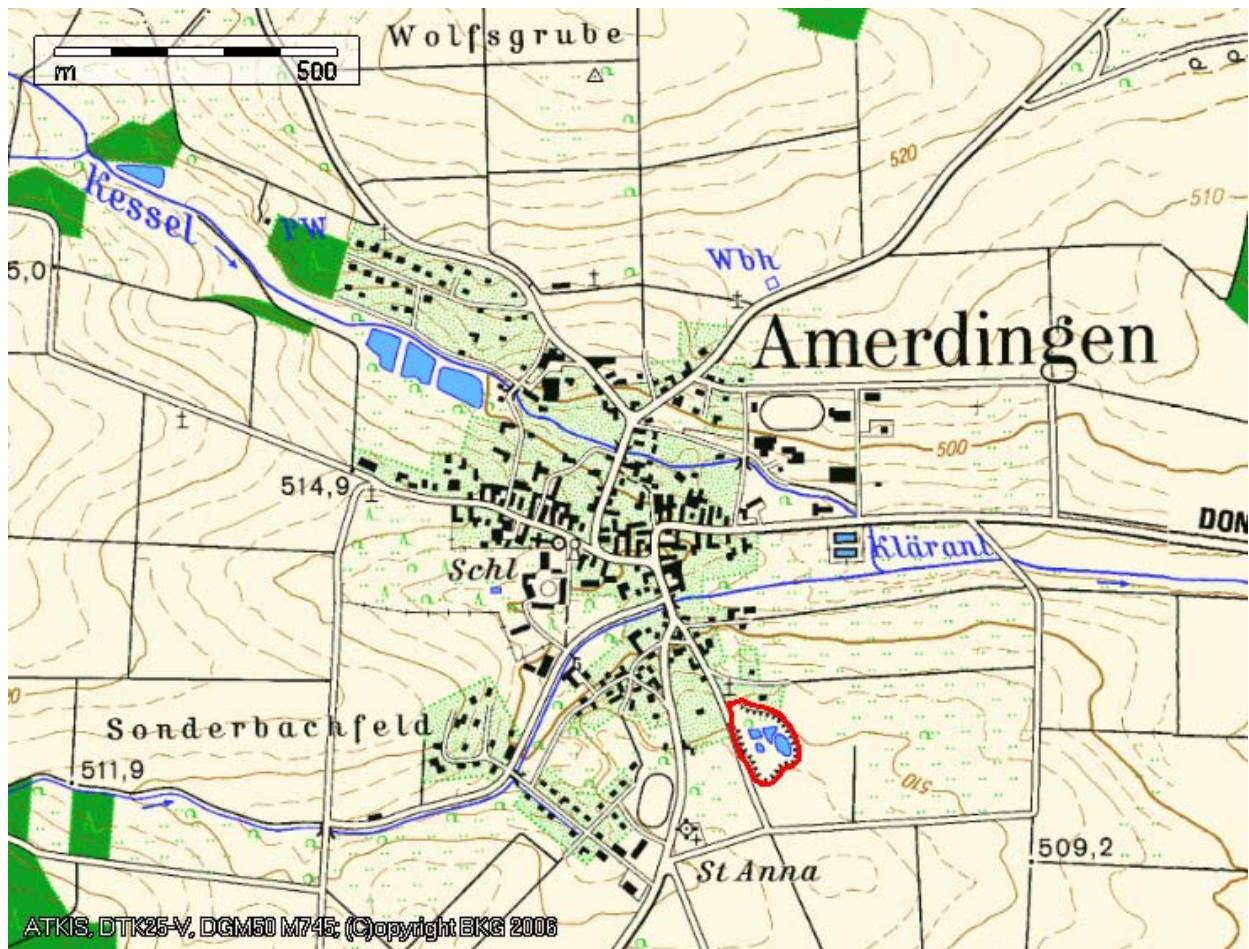 Wolfsgrube
m 500
520
510
Kessel
PW
Wbh
5,0
Amerdingen
500
514,9
DON
Kläranl
Schl
Sonderbachfeld
511,9
510
509,2
St Anna
ATKIS, DTK25-V, DGM50 M745; (C)opyright BKG 2006